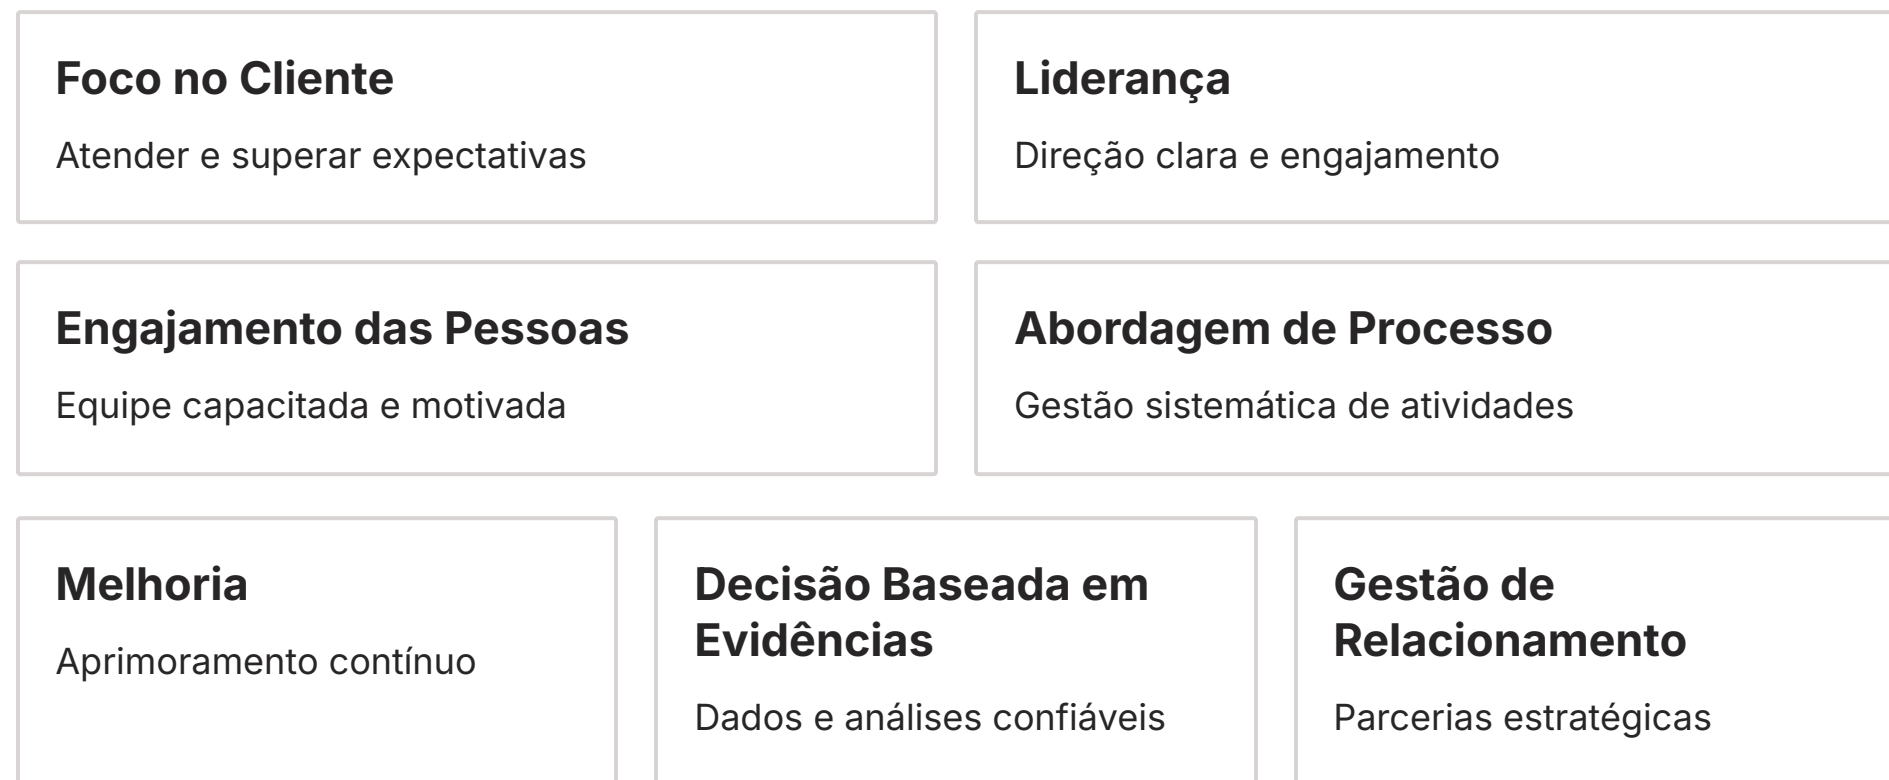 Foco no Cliente
Atender e superar expectativas
Liderança
Direção clara e engajamento
Engajamento das Pessoas
Equipe capacitada e motivada
Abordagem de Processo
Gestão sistemática de atividades
Melhoria
Aprimoramento contínuo
Decisão Baseada em
Evidências
Dados e análises confiáveis
Gestão de
Relacionamento
Parcerias estratégicas